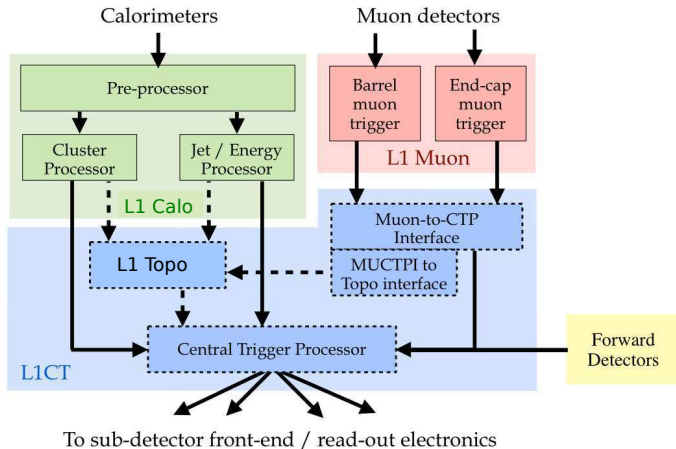 Calorimeters
Muon detectors
Pre-processor
Barrel
muon
trigger
End-cap
muon
trigger
Cluster
Processor
Jet / Energy
Processor
L1 Muon
L1 Calo
Muon-to-CTP
Interface
L1 Topo
MUCTPI to
Topo interface
Central Trigger Processor
Forward
Detectors
L1CT
To sub-detector front-end / read-out electronics